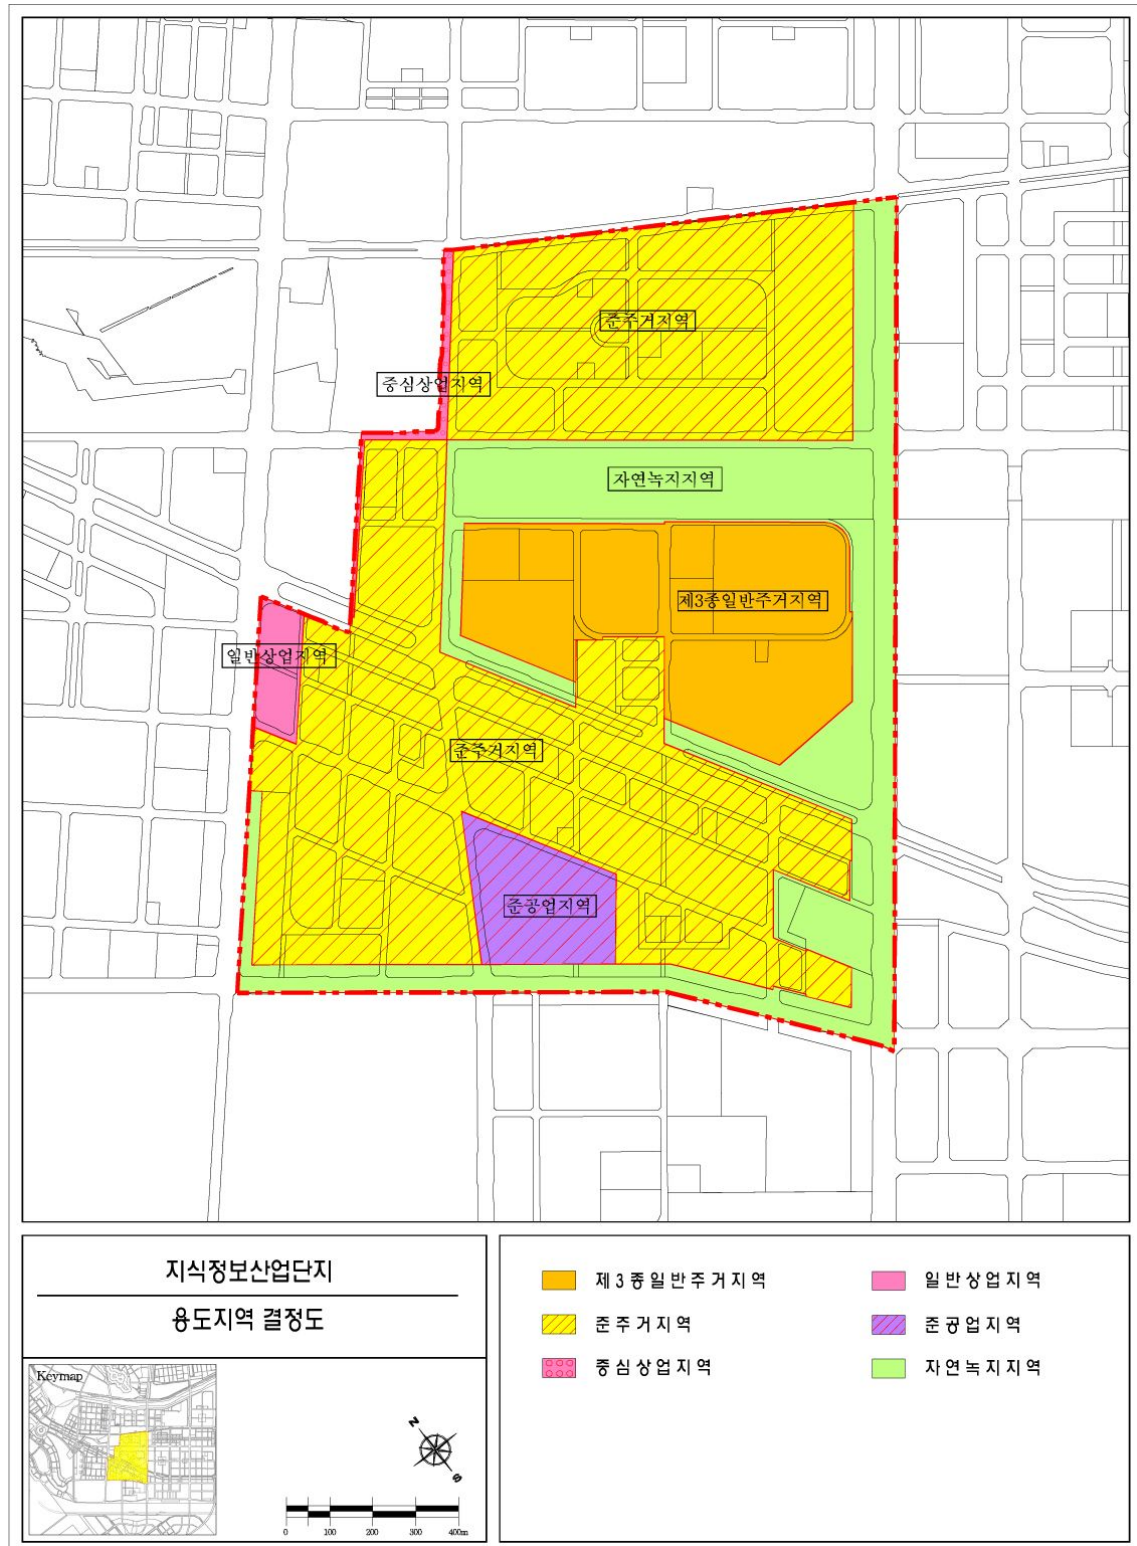 준주거지역
중심상업지역
자연녹지지역
제3종일반주거지역
일반상업지역
준주거지역
준공업지역
지식정보산업단지
용도지역 결정도
제3종일반주거지역
일반상업지역
준주거지역
준공업지역
중심상업지역
자연녹지지역
Keymap
N
S
0 100 200 300 400m